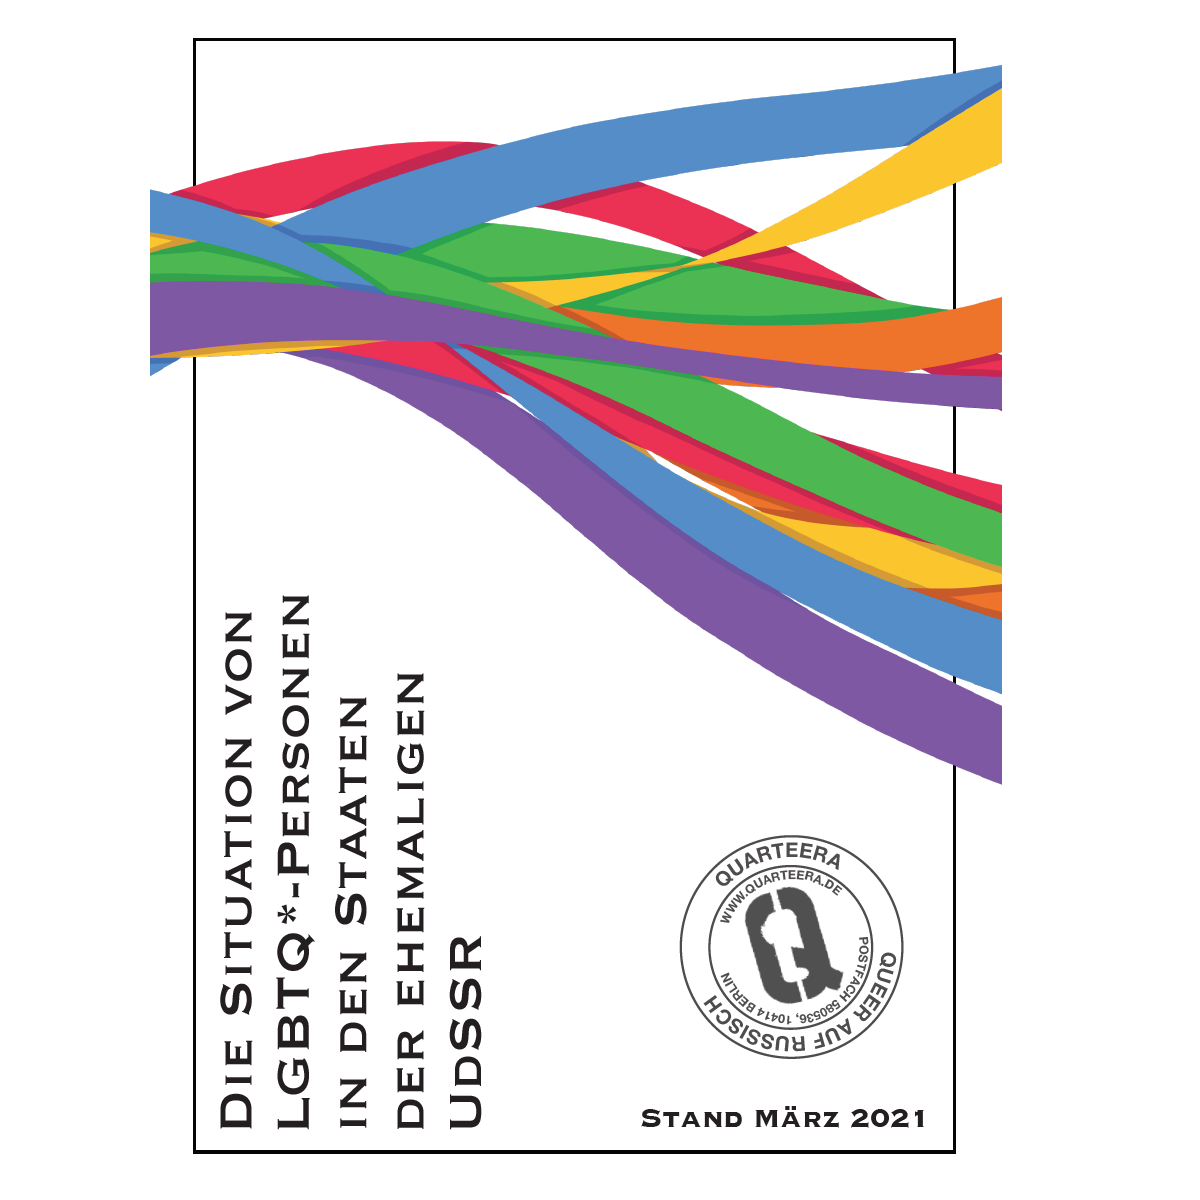 Die Situation von
LGBTQ*-Personen
in den Staaten
der ehemaligen
UdSSR
QUARTEERA
QUEER AUF RUSSISCH
WWW.QUARTEERA.DE
POSTFACH 580536, 10414 BERLIN
Q
Stand März 2021